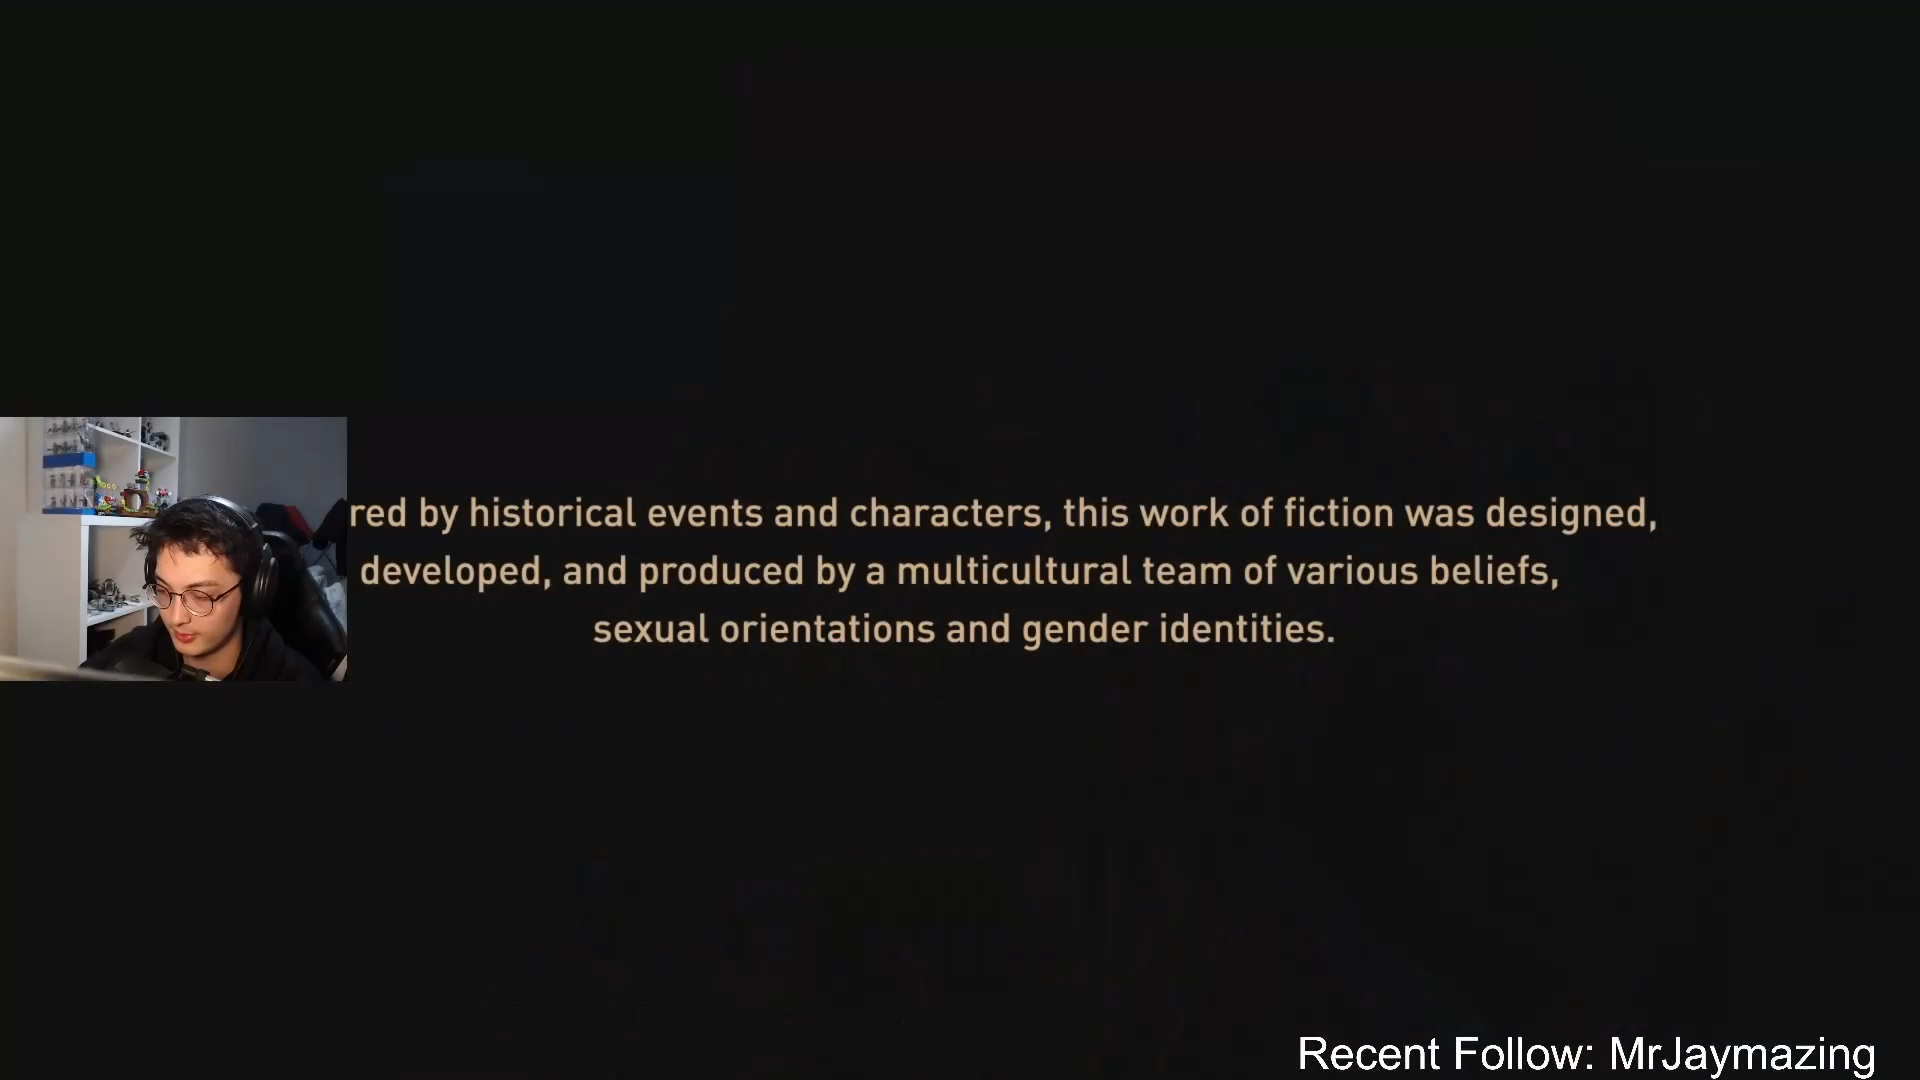 red by historical events and characters, this work of fiction was designed,
developed, and produced by a multicultural team of various beliefs,
sexual orientations and gender identities.
Recent Follow: MrJaymazing